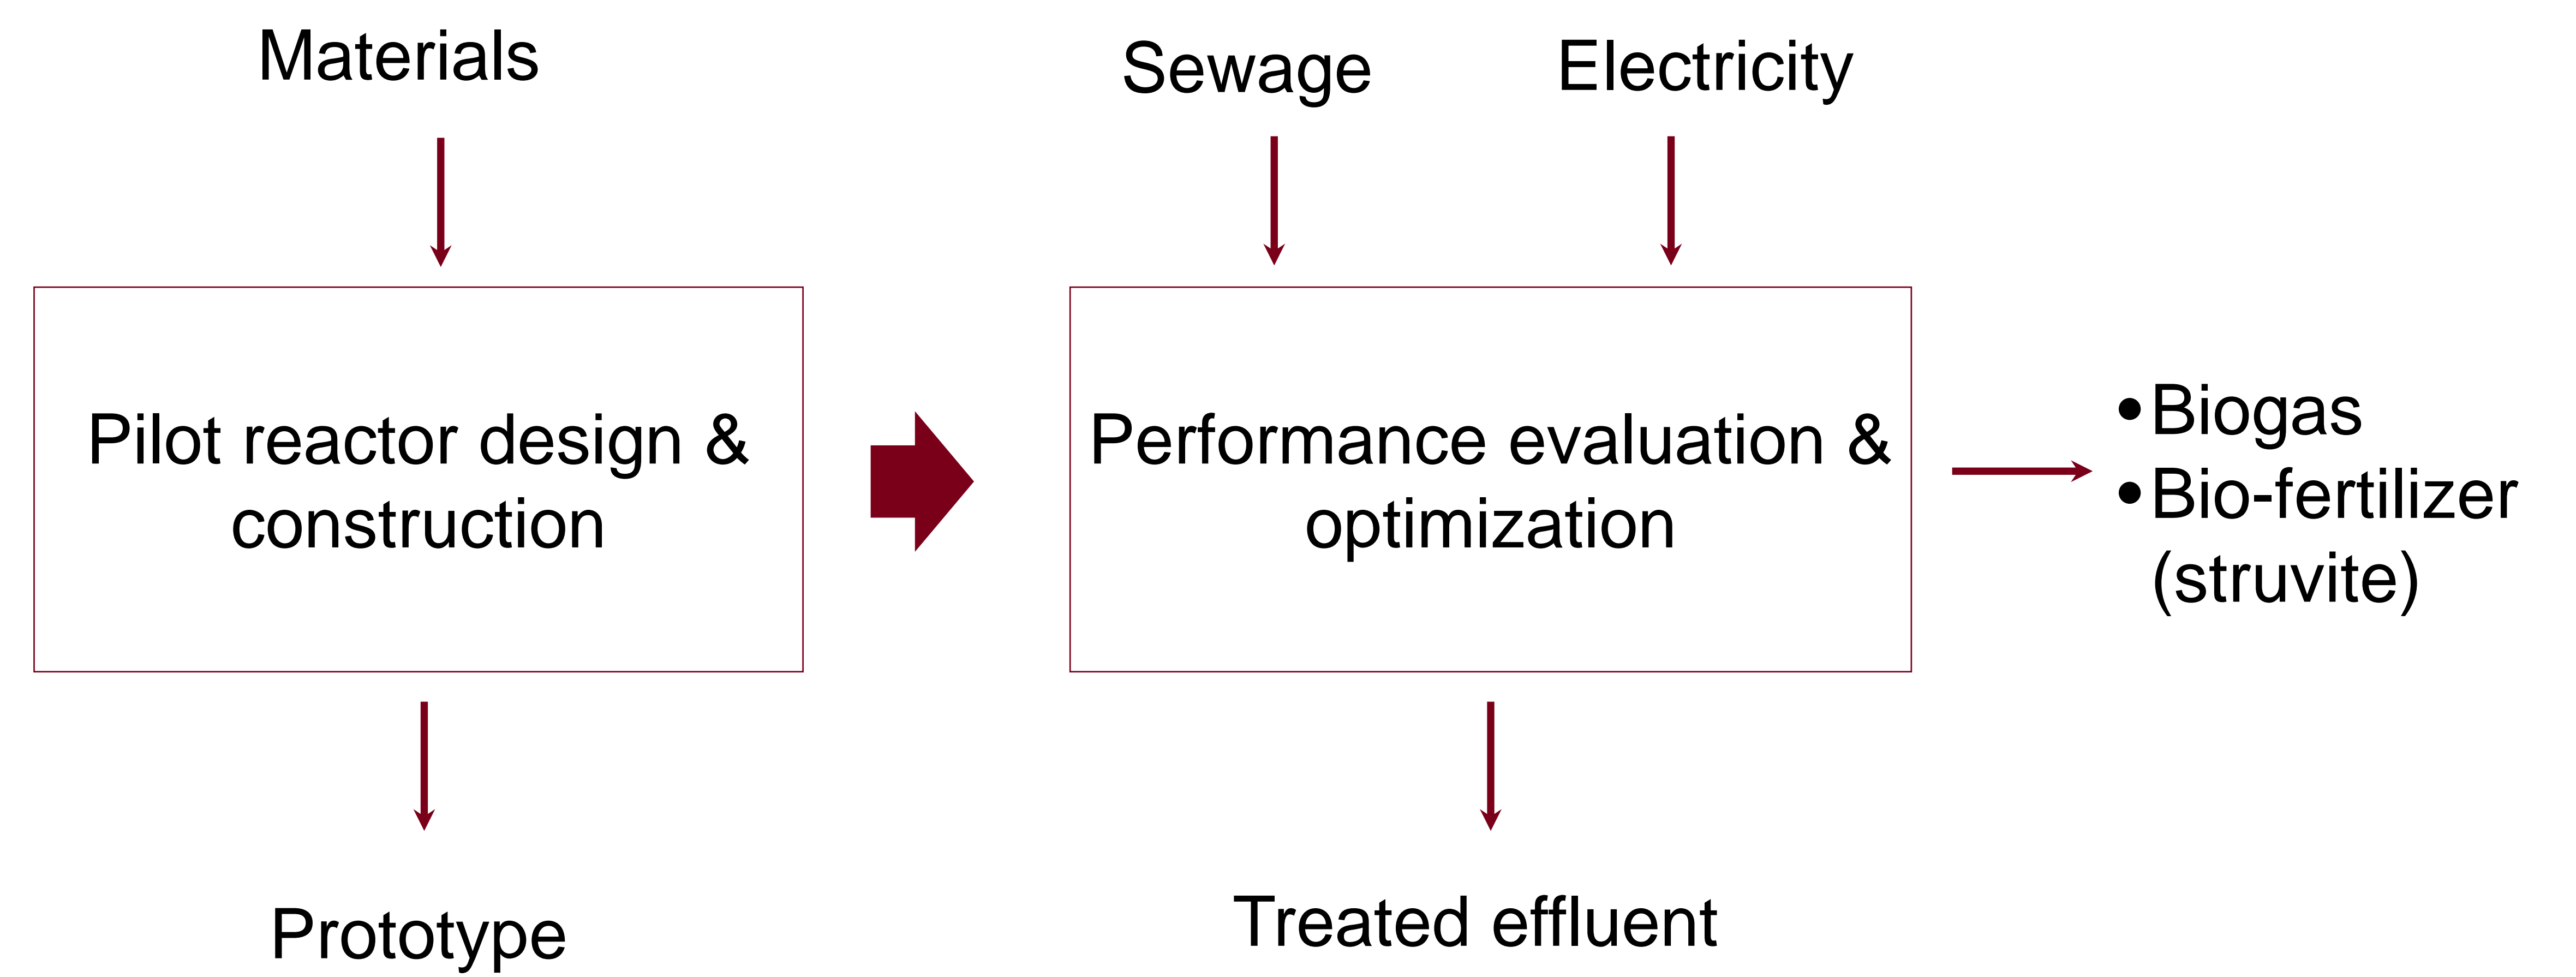 Materials
Sewage
Electricity
Pilot reactor design &
construction
Performance evaluation &
optimization
•Biogas
•Bio-fertilizer
(struvite)
Prototype
Treated effluent